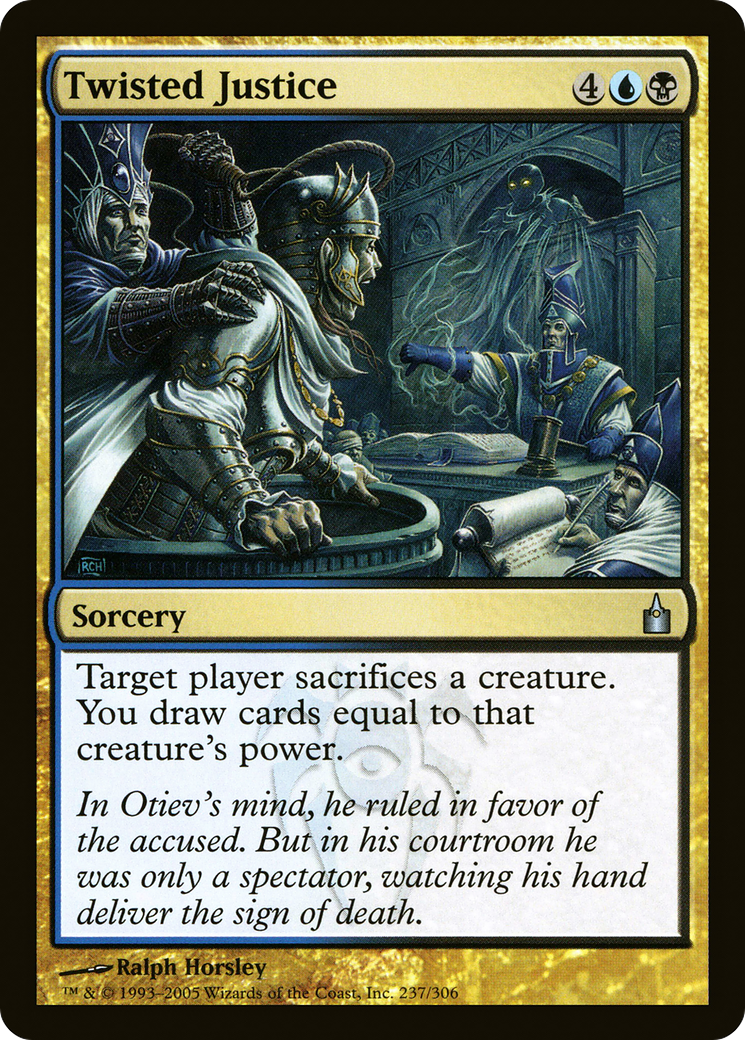 Twisted Justice 4
RCH
Sorcery
Target player sacrifices a creature.
You draw cards equal to that
creature's power.
In Otiev's mind, he ruled in favor of
the accused. But in his courtroom he
was only a spectator, watching his hand
deliver the sign of death.
Ralph Horsley
™ & © 1993–2005 Wizards of the Coast, Inc. 237/306